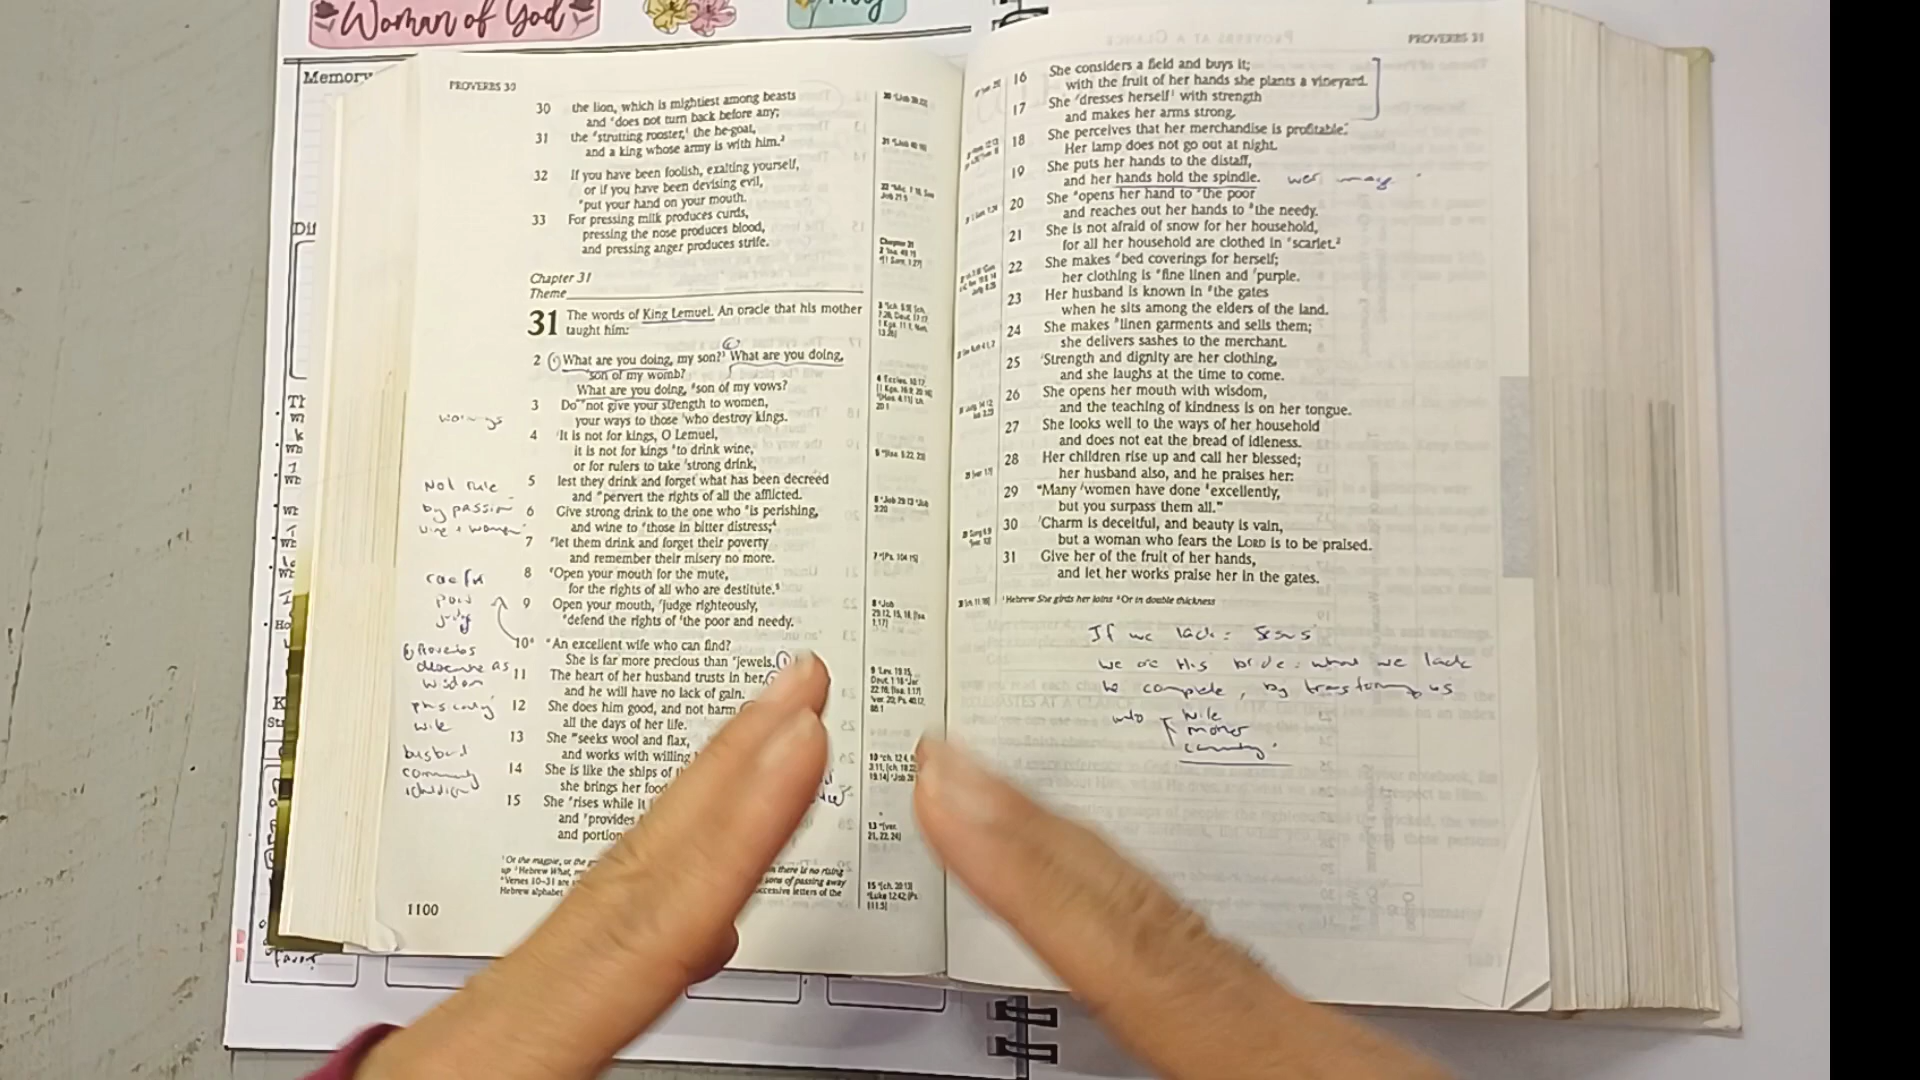 Woman of God
Memory
PROVERBS 30
30 the lion, which is mightiest among beasts
and does not turn back before any;
31 the strutting rooster, the he-goat,
and a king whose army is with him.
32 If you have been foolish, exalting yourself,
or if you have been devising evil,
put your hand on your mouth.
33 For pressing milk produces curds,
pressing the nose produces blood,
and pressing anger produces strife.
Chapter 31
Theme
31 The words of King Lemuel. An oracle that his mother
taught him:
2 What are you doing, my son? What are you doing,
son of my womb?
What are you doing, son of my vows?
3 Do not give your strength to women,
your ways to those who destroy kings.
warnings
4 It is not for kings, O Lemuel,
it is not for kings to drink wine,
or for rulers to take strong drink,
5 lest they drink and forget what has been decreed
and pervert the rights of all the afflicted.
Not rule
by passion
wine + women
6 Give strong drink to the one who is perishing,
and wine to those in bitter distress;
7 let them drink and forget their poverty
and remember their misery no more.
8 Open your mouth for the mute,
for the rights of all who are destitute.
9 Open your mouth, judge righteously,
defend the rights of the poor and needy.
10 An excellent wife who can find?
She is far more precious than jewels.
Proverbs
describe as
wisdom
11 The heart of her husband trusts in her,
and he will have no lack of gain.
12 She does him good, and not harm
all the days of her life.
wife
13 She seeks wool and flax,
and works with willing
husband
community
children
14 She is like the ships of
she brings her food
15 She rises while it
and provides
and portion
1100
PROVERBS 31
16 She considers a field and buys it;
with the fruit of her hands she plants a vineyard.
17 She dresses herself with strength
and makes her arms strong.
18 She perceives that her merchandise is profitable.
Her lamp does not go out at night.
19 She puts her hands to the distaff,
and her hands hold the spindle.
20 She opens her hand to the poor
and reaches out her hands to the needy.
21 She is not afraid of snow for her household,
for all her household are clothed in scarlet.
22 She makes bed coverings for herself;
her clothing is fine linen and purple.
23 Her husband is known in the gates
when he sits among the elders of the land.
24 She makes linen garments and sells them;
she delivers sashes to the merchant.
25 Strength and dignity are her clothing,
and she laughs at the time to come.
26 She opens her mouth with wisdom,
and the teaching of kindness is on her tongue.
27 She looks well to the ways of her household
and does not eat the bread of idleness.
28 Her children rise up and call her blessed;
her husband also, and he praises her:
29 "Many women have done excellently,
but you surpass them all."
30 Charm is deceitful, and beauty is vain,
but a woman who fears the LORD is to be praised.
31 Give her of the fruit of her hands,
and let her works praise her in the gates.
Hebrew She girds her loins Or in double thickness
If we lack: Jesus
We are His bride: what we lack
he complete, by transforming us
into wife
mother
community